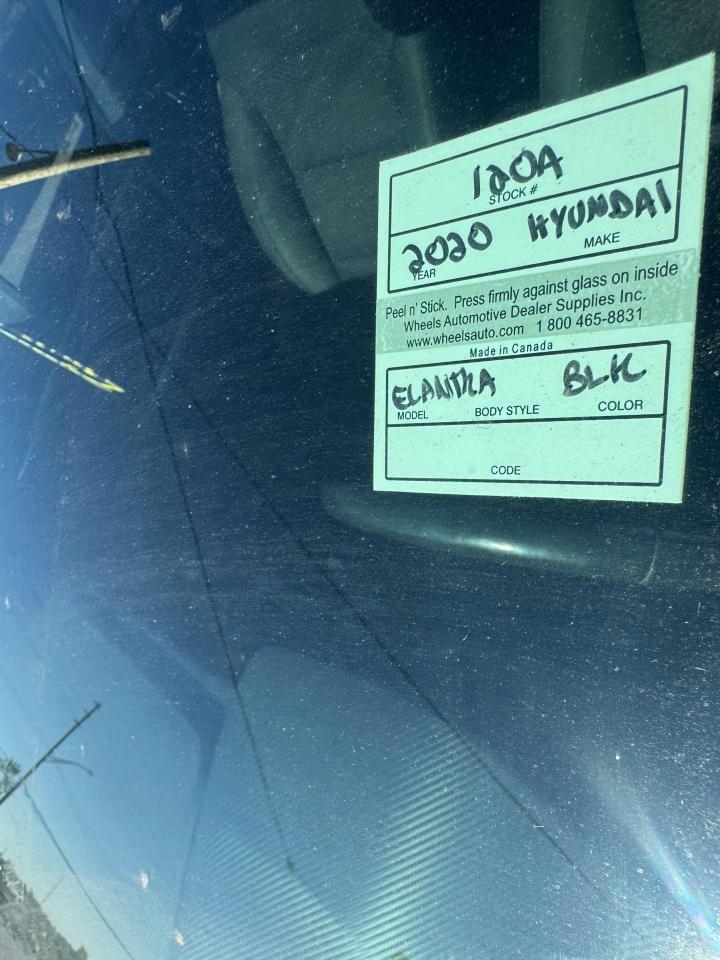 120A
STOCK #
2020 HYUNDAI
YEAR MAKE
Peel n' Stick. Press firmly against glass on inside
Wheels Automotive Dealer Supplies Inc.
www.wheelsauto.com 1 800 465-8831
Made in Canada
ELANTRA BLK
MODEL BODY STYLE COLOR
CODE